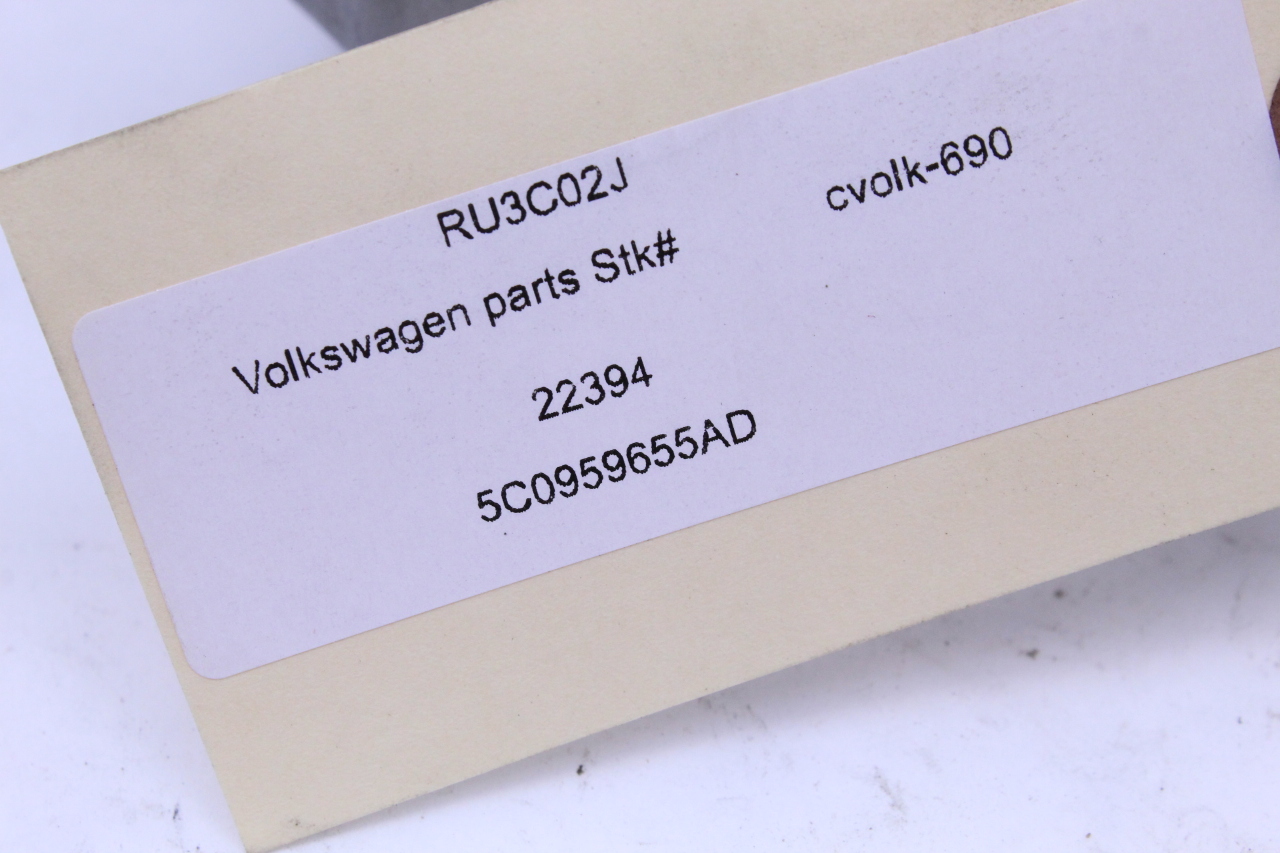 RU3C02J
cvolk-690
Volkswagen parts Stk#
22394
5C0959655AD